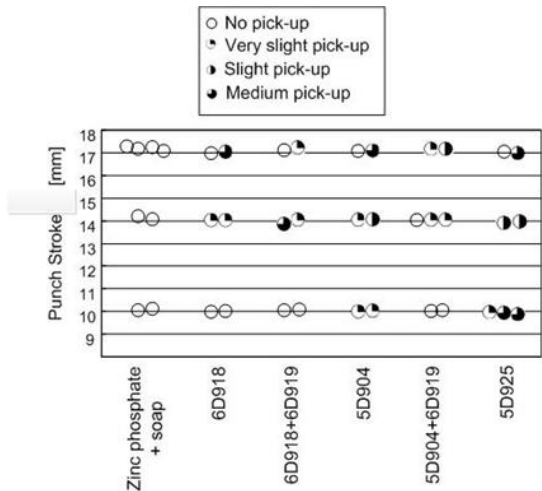 No pick-up
Very slight pick-up
Slight pick-up
Medium pick-up
Punch Stroke [mm]
18
17
16
15
14
13
12
11
10
9
Zinc phosphate
+ soap
6D918
6D918+6D919
5D904
5D904+6D919
5D925